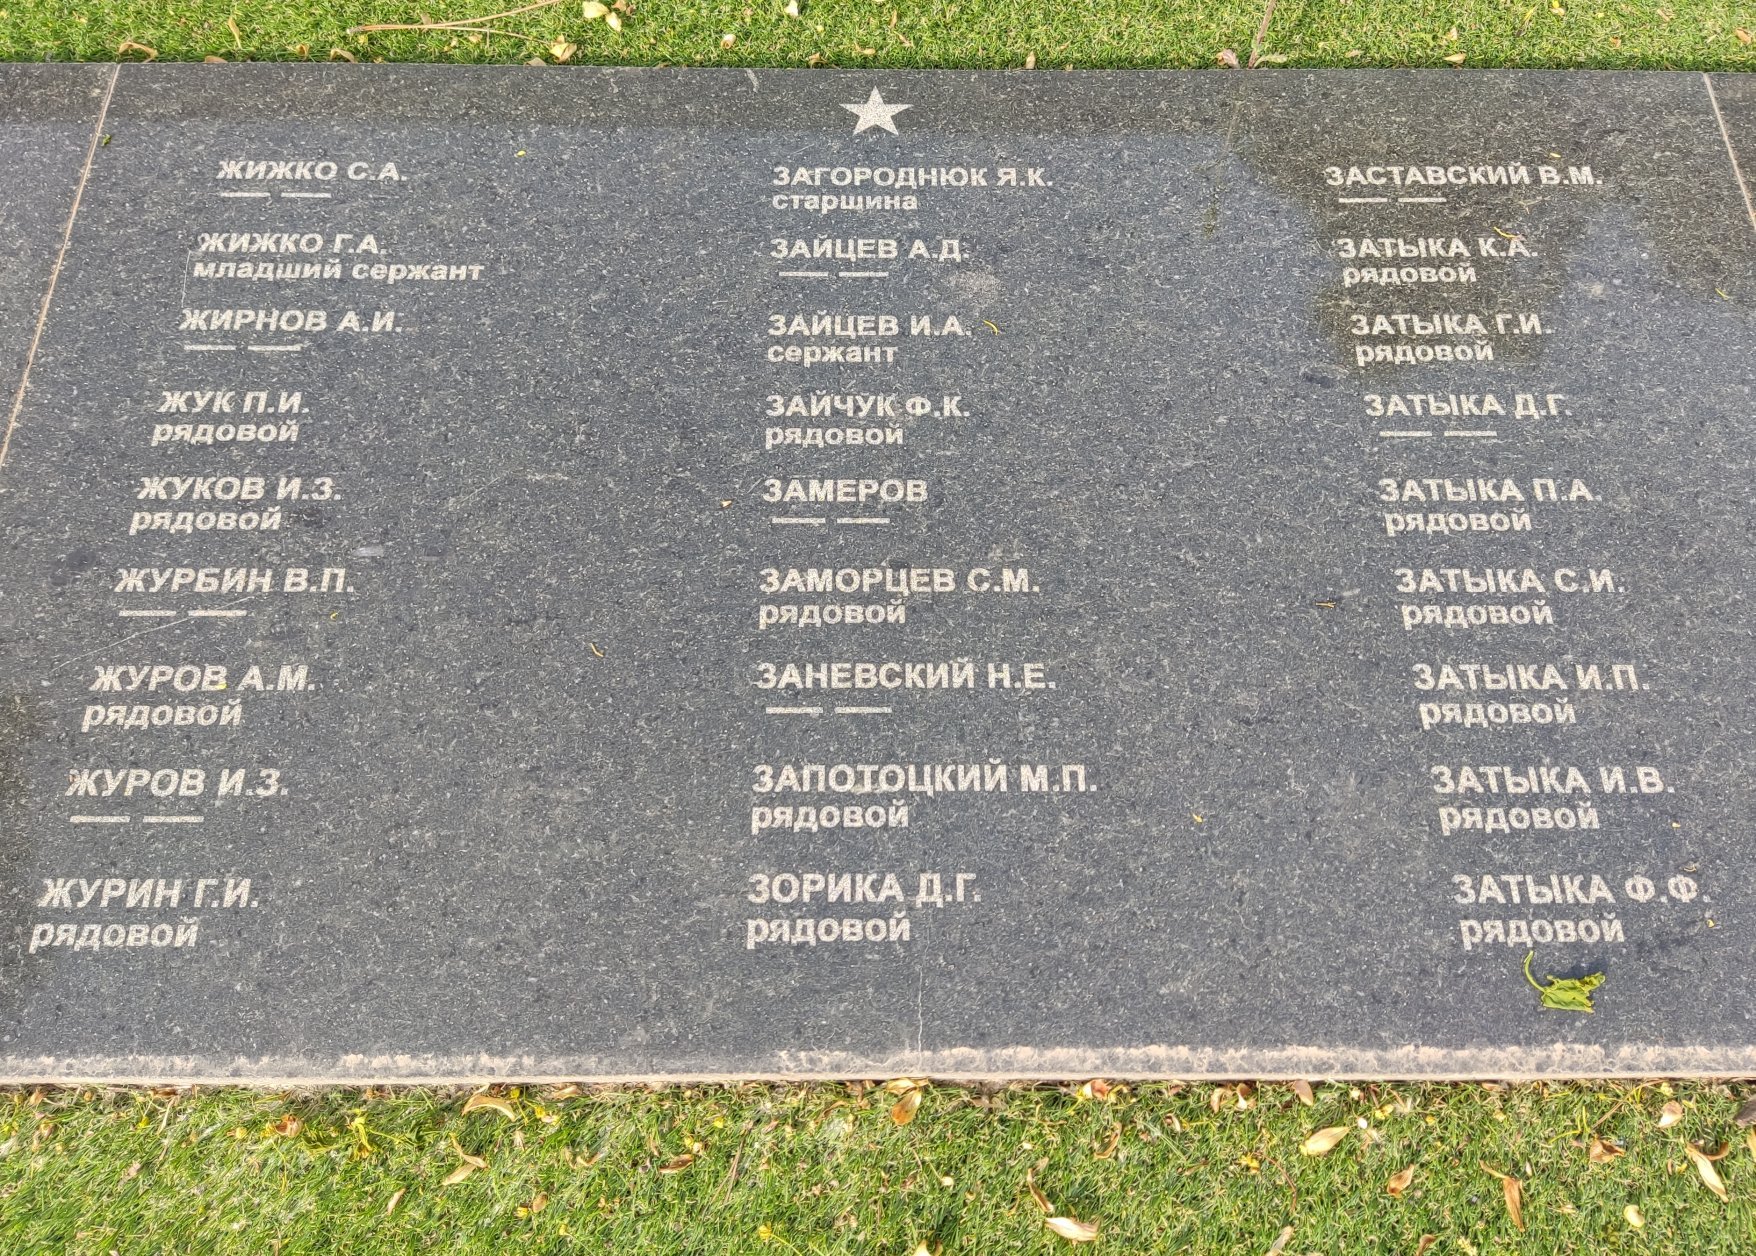 ЖИЖКО С.А.
— —
ЖИЖКО Г.А.
младший сержант
ЖИРНОВ А.И.
— —
ЖУК П.И.
рядовой
ЖУКОВ И.З.
рядовой
ЖУРБИН В.П.
— —
ЖУРОВ А.М.
рядовой
ЖУРОВ И.З.
— —
ЖУРИН Г.И.
рядовой
ЗАГОРОДНЮК Я.К.
старшина
ЗАЙЦЕВ А.Д.
— —
ЗАЙЦЕВ И.А.
сержант
ЗАЙЧУК Ф.К.
рядовой
ЗАМЕРОВ
— —
ЗАМОРЦЕВ С.М.
рядовой
ЗАНЕВСКИЙ Н.Е.
— —
ЗАПОТОЦКИЙ М.П.
рядовой
ЗОРИКА Д.Г.
рядовой
ЗАСТАВСКИЙ В.М.
— —
ЗАТЫКА К.А.
рядовой
ЗАТЫКА Г.И.
рядовой
ЗАТЫКА Д.Г.
— —
ЗАТЫКА П.А.
рядовой
ЗАТЫКА С.И.
рядовой
ЗАТЫКА И.П.
рядовой
ЗАТЫКА И.В.
рядовой
ЗАТЫКА Ф.Ф.
рядовой